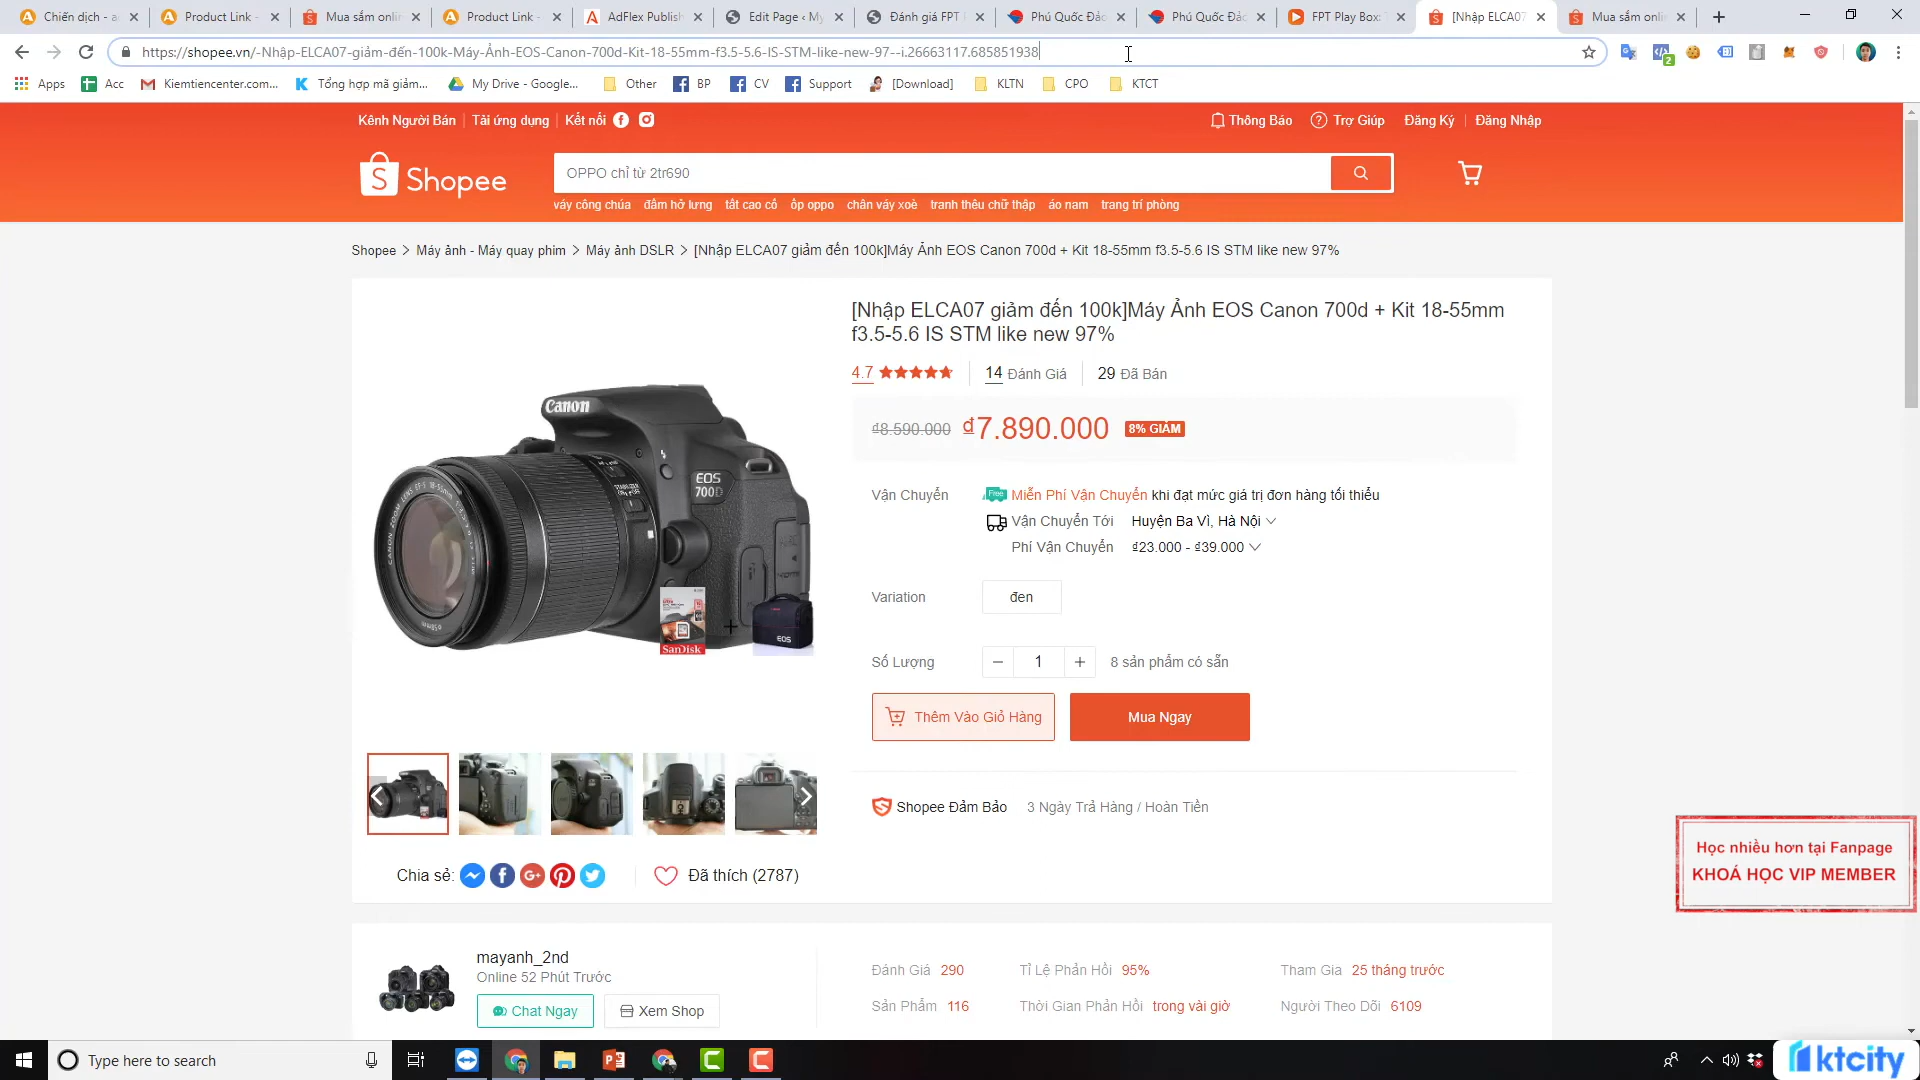 Chiến dịch - a
Product Link -
Mua sắm onlin
Product Link -
AdFlex Publish
Edit Page ‹ My
Đánh giá FPT
Phú Quốc Đảo
Phú Quốc Đảo
FPT Play Box:
[Nhập ELCA07
Mua sắm onlin
https://shopee.vn/-Nhập-ELCA07-giảm-đến-100k-Máy-Ảnh-EOS-Canon-700d-Kit-18-55mm-f3.5-5.6-IS-STM-like-new-97--i.26663117.685851938
2
Apps Acc Kiemtiencenter.com... Tổng hợp mã giảm... My Drive - Google... Other BP CV Support [Download] KLTN CPO KTCT
Kênh Người Bán Tải ứng dụng Kết nối
Thông Báo Trợ Giúp Đăng Ký Đăng Nhập
Shopee
OPPO chỉ từ 2tr690
váy công chúa đầm hở lưng tất cao cổ ốp oppo chân váy xoè tranh thêu chữ thập áo nam trang trí phòng
Shopee > Máy ảnh - Máy quay phim > Máy ảnh DSLR > [Nhập ELCA07 giảm đến 100k]Máy Ảnh EOS Canon 700d + Kit 18-55mm f3.5-5.6 IS STM like new 97%
[Nhập ELCA07 giảm đến 100k]Máy Ảnh EOS Canon 700d + Kit 18-55mm
f3.5-5.6 IS STM like new 97%
4.7 14 Đánh Giá 29 Đã Bán
₫8.590.000 ₫7.890.000 8% GIẢM
Canon
EOS
700D
SanDisk
EOS
Vận Chuyển Free Miễn Phí Vận Chuyển khi đạt mức giá trị đơn hàng tối thiểu
Vận Chuyển Tới Huyện Ba Vì, Hà Nội
Phí Vận Chuyển ₫23.000 - ₫39.000
Variation đen
Số Lượng − 1 + 8 sản phẩm có sẵn
Thêm Vào Giỏ Hàng Mua Ngay
Shopee Đảm Bảo 3 Ngày Trả Hàng / Hoàn Tiền
Chia sẻ: Đã thích (2787)
Học nhiều hơn tại Fanpage
KHOÁ HỌC VIP MEMBER
mayanh_2nd
Online 52 Phút Trước
Chat Ngay Xem Shop
Đánh Giá 290 Tỉ Lệ Phản Hồi 95% Tham Gia 25 tháng trước
Sản Phẩm 116 Thời Gian Phản Hồi trong vài giờ Người Theo Dõi 6109
Type here to search
ktcity